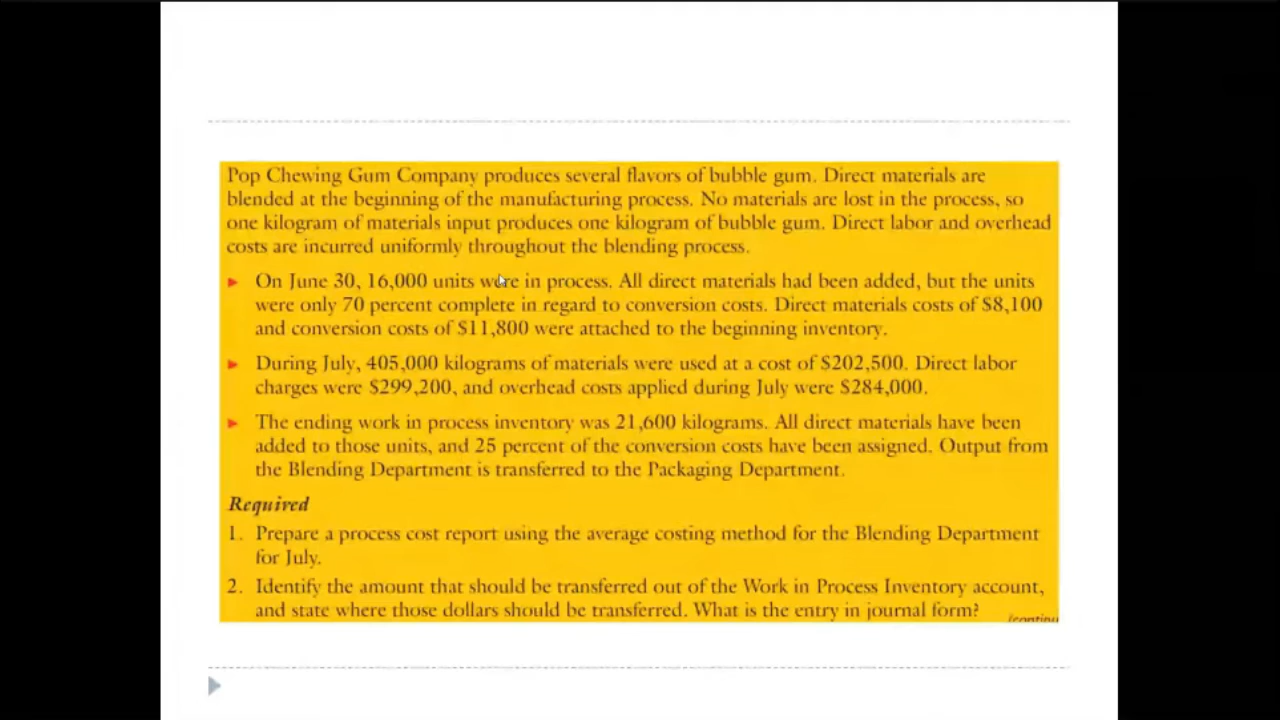 Pop Chewing Gum Company produces several flavors of bubble gum. Direct materials are
blended at the beginning of the manufacturing process. No materials are lost in the process, so
one kilogram of materials input produces one kilogram of bubble gum. Direct labor and overhead
costs are incurred uniformly throughout the blending process.
On June 30, 16,000 units were in process. All direct materials had been added, but the units
were only 70 percent complete in regard to conversion costs. Direct materials costs of $8,100
and conversion costs of $11,800 were attached to the beginning inventory.
During July, 405,000 kilograms of materials were used at a cost of $202,500. Direct labor
charges were $299,200, and overhead costs applied during July were $284,000.
The ending work in process inventory was 21,600 kilograms. All direct materials have been
added to those units, and 25 percent of the conversion costs have been assigned. Output from
the Blending Department is transferred to the Packaging Department.
Required
1. Prepare a process cost report using the average costing method for the Blending Department
for July.
2. Identify the amount that should be transferred out of the Work in Process Inventory account,
and state where those dollars should be transferred. What is the entry in journal form?
(continu